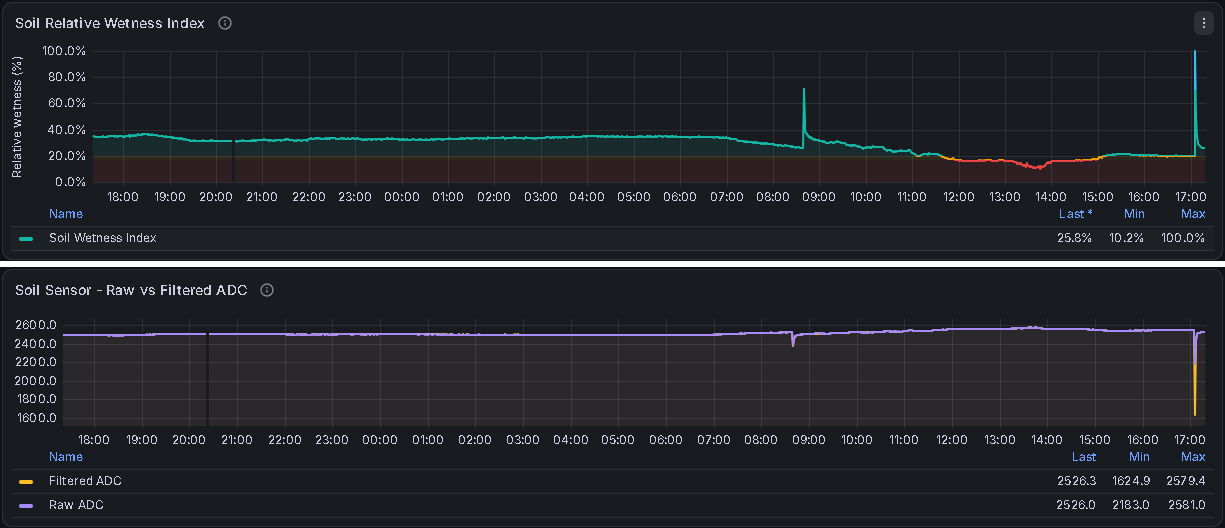 Soil Relative Wetness Index
Relative wetness (%)
100.0%
80.0%
60.0%
40.0%
20.0%
0.0%
18:00 19:00 20:00 21:00 22:00 23:00 00:00 01:00 02:00 03:00 04:00 05:00 06:00 07:00 08:00 09:00 10:00 11:00 12:00 13:00 14:00 15:00 16:00 17:00
Name Last * Min Max
Soil Wetness Index 25.8% 10.2% 100.0%
Soil Sensor - Raw vs Filtered ADC
2600.0
2400.0
2200.0
2000.0
1800.0
1600.0
18:00 19:00 20:00 21:00 22:00 23:00 00:00 01:00 02:00 03:00 04:00 05:00 06:00 07:00 08:00 09:00 10:00 11:00 12:00 13:00 14:00 15:00 16:00 17:00
Name Last Min Max
Filtered ADC 2526.3 1624.9 2579.4
Raw ADC 2526.0 2183.0 2581.0